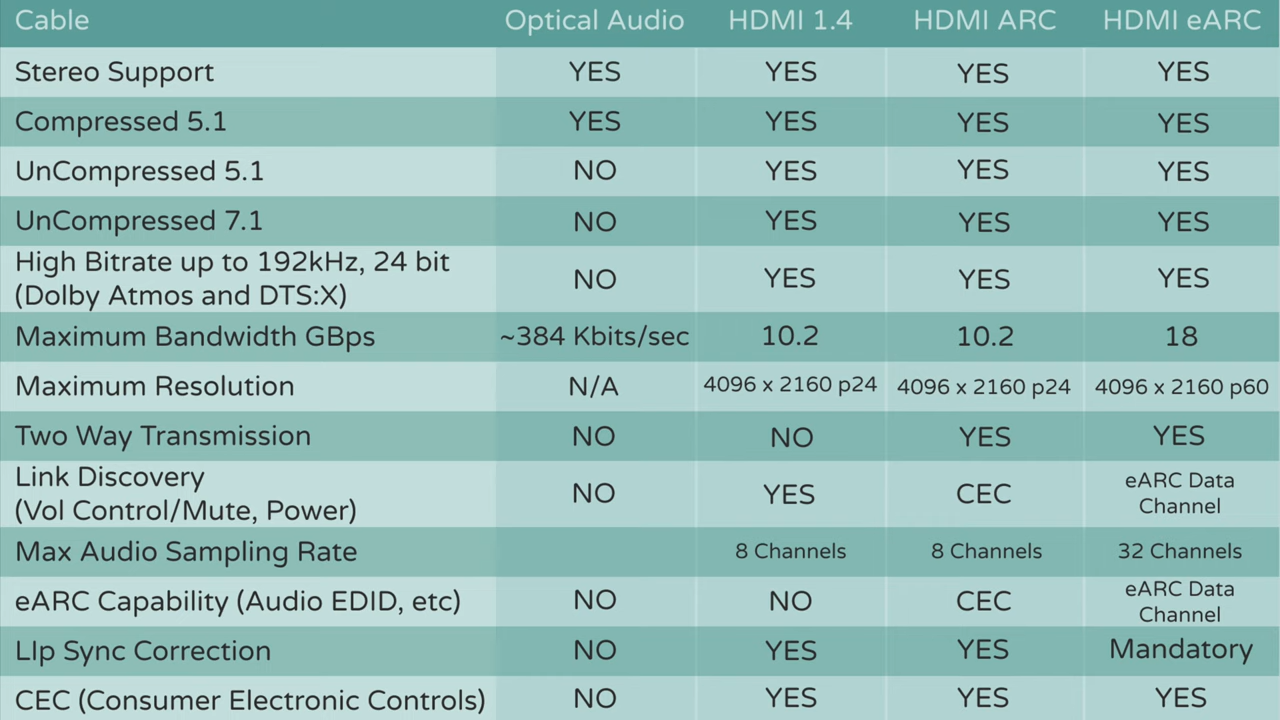 Cable Optical Audio HDMI 1.4 HDMI ARC HDMI eARC
Stereo Support YES YES YES YES
Compressed 5.1 YES YES YES YES
UnCompressed 5.1 NO YES YES YES
UnCompressed 7.1 NO YES YES YES
High Bitrate up to 192kHz, 24 bit
(Dolby Atmos and DTS:X) NO YES YES YES
Maximum Bandwidth GBps ~384 Kbits/sec 10.2 10.2 18
Maximum Resolution N/A 4096 x 2160 p24 4096 x 2160 p24 4096 x 2160 p60
Two Way Transmission NO NO YES YES
Link Discovery
(Vol Control/Mute, Power) NO YES CEC eARC Data
Channel
Max Audio Sampling Rate 8 Channels 8 Channels 32 Channels
eARC Capability (Audio EDID, etc) NO NO CEC eARC Data
Channel
LIp Sync Correction NO YES YES Mandatory
CEC (Consumer Electronic Controls) NO YES YES YES